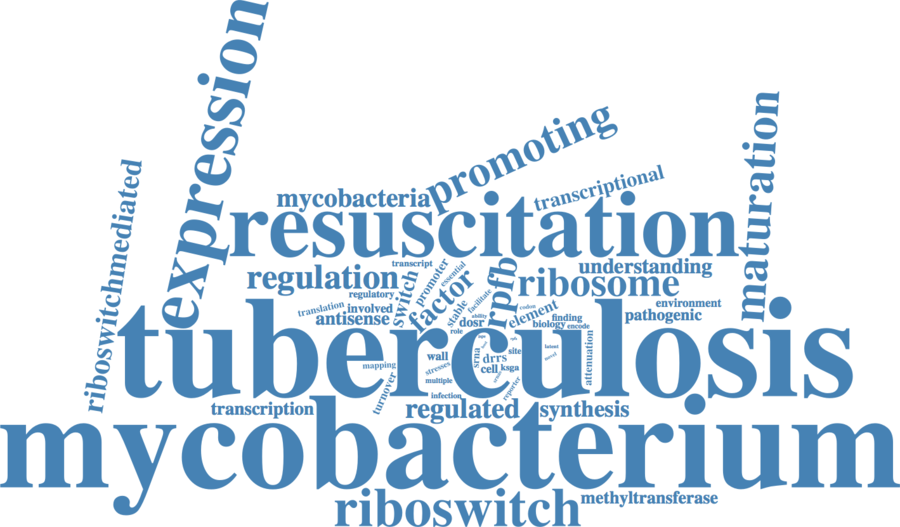 expression
maturation
promoting
riboswitchmediated
transcriptional
mycobacteria
resuscitation
transcript
essential
understanding
regulation
promoter
switch
factor
rpfb
ribosome
regulatory
facilitate
stable
translation
involved
element
codon
environment
antisense
ability
dosr
finding
pathogenic
role
biology
encode
tuberculosis
wall
srna
drrs
site
latent
novel
attenuation
mapping
stresses
cell
ksga
turnover
multiple
reporter
infection
transcription
regulated
synthesis
mycobacterium
riboswitch
methyltransferase